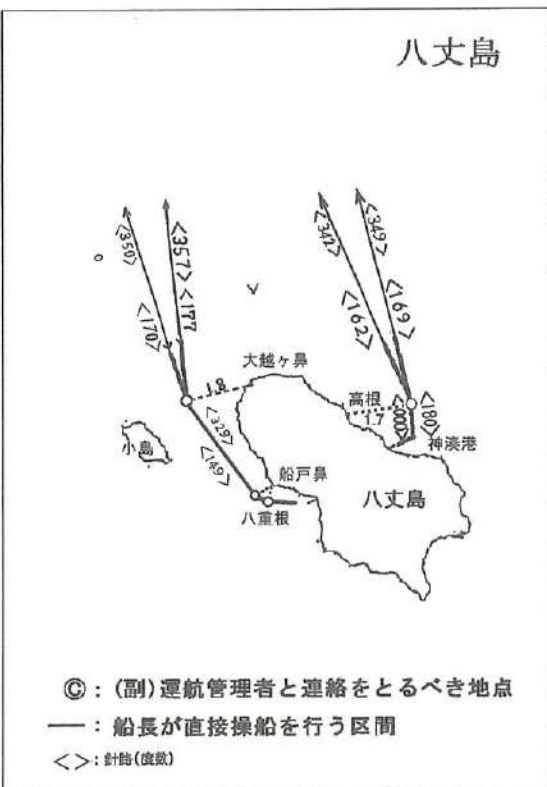 八丈島
<350>
<170>
<357>
<177
<342>
<162>
<349>
<169>
大越ヶ鼻
1.8
高根
1.7
<000>
<180>
神湊港
小島
<329>
<149>
船戸鼻
八重根
八丈島
Ⓒ：(副)運航管理者と連絡をとるべき地点
──：船長が直接操船を行う区間
<>：針路(度数)